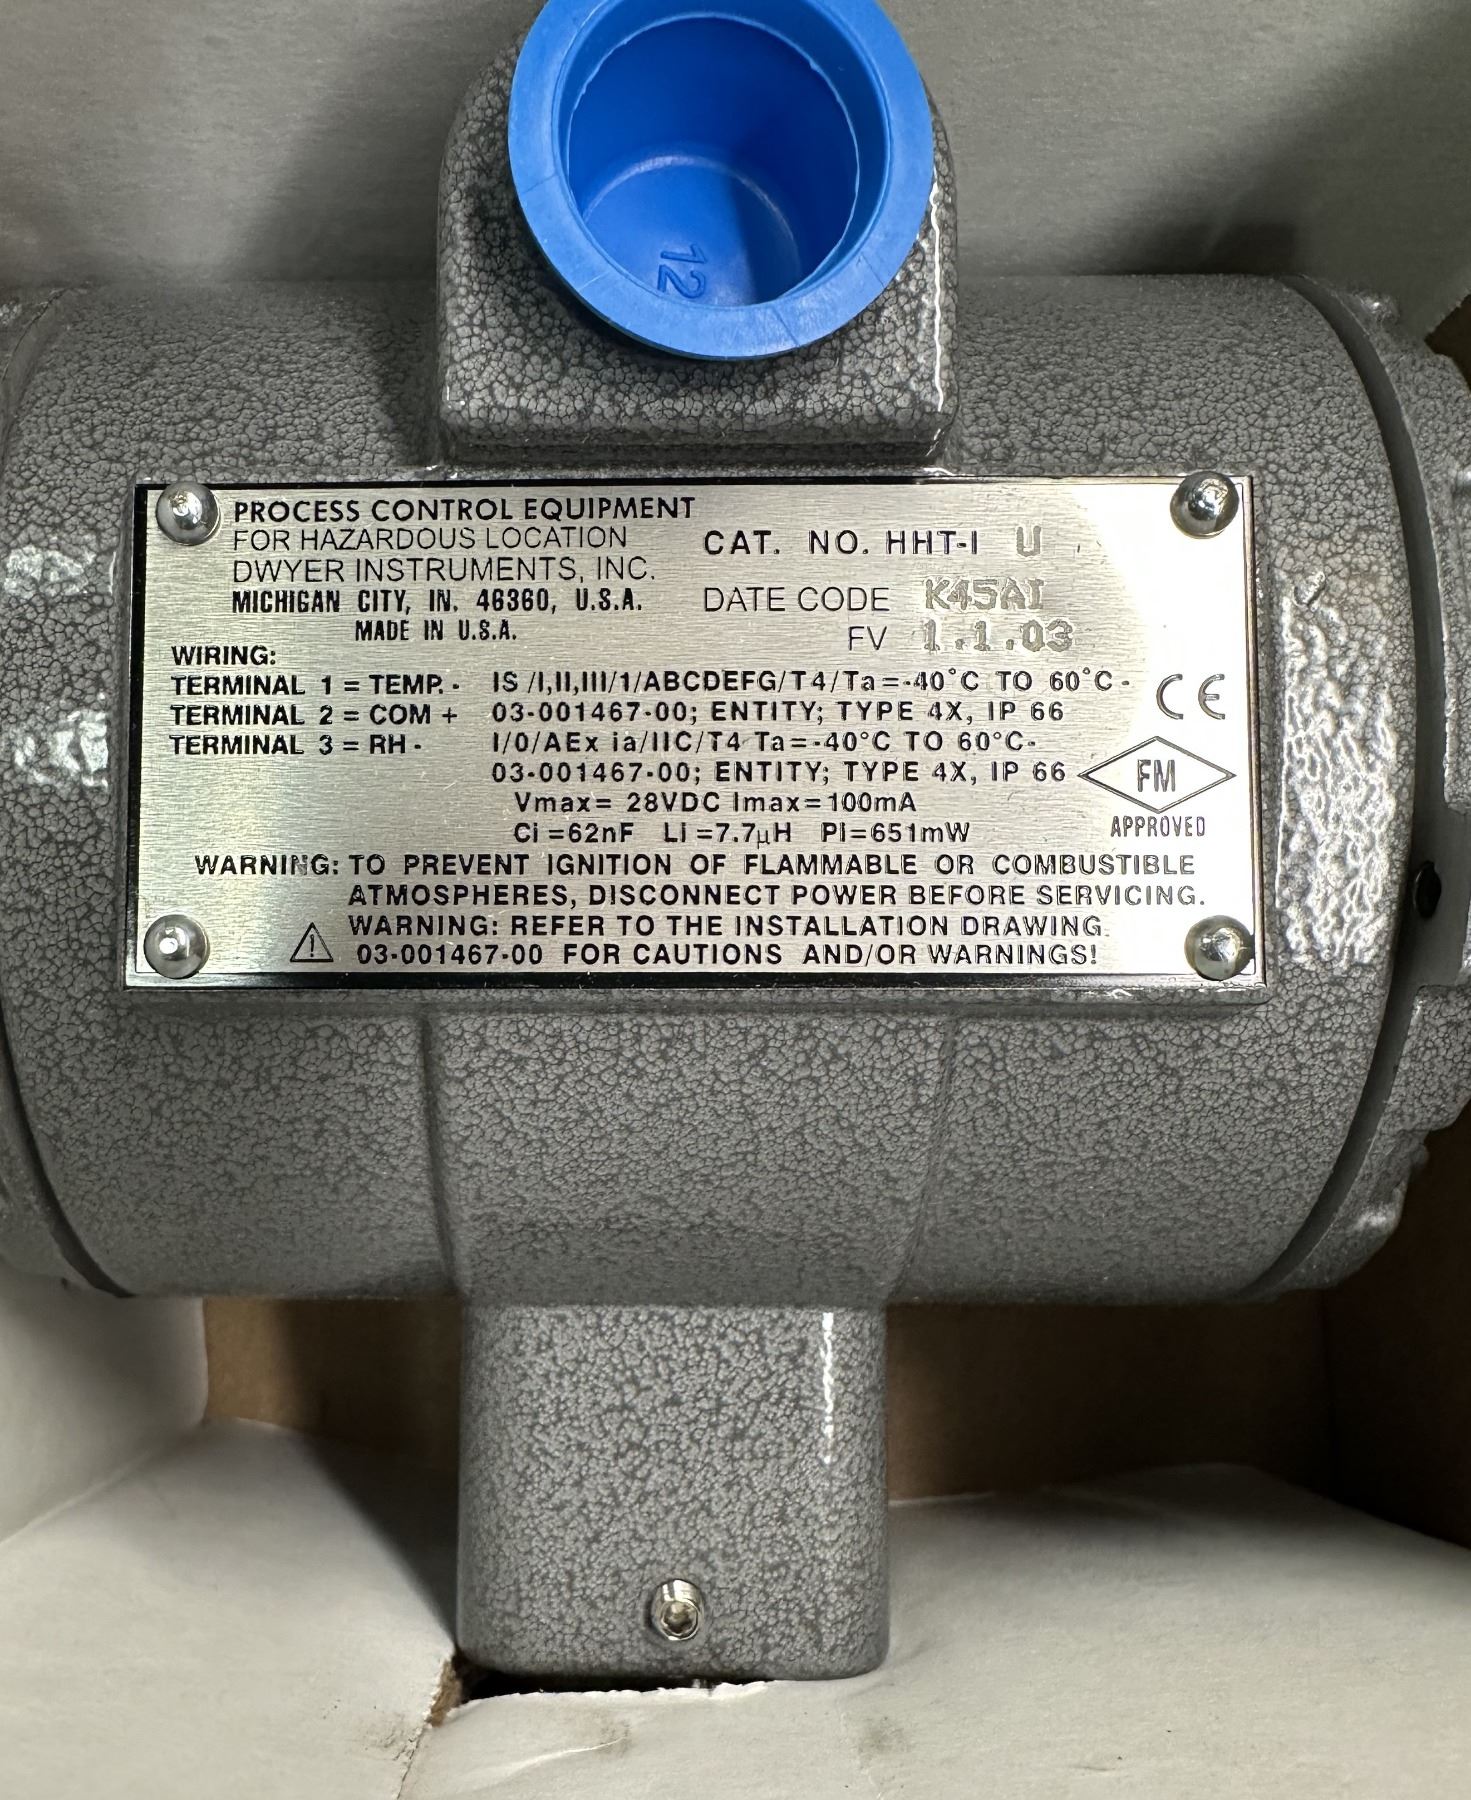 12
PROCESS CONTROL EQUIPMENT
FOR HAZARDOUS LOCATION
DWYER INSTRUMENTS, INC.
MICHIGAN CITY, IN. 46360, U.S.A.
MADE IN U.S.A.
CAT. NO. HHT-I U
DATE CODE K45AI
FV 1.1.03
WIRING:
TERMINAL 1 = TEMP. -
TERMINAL 2 = COM +
TERMINAL 3 = RH -
IS /I,II,III/1/ABCDEFG/T4/Ta=-40°C TO 60°C -
03-001467-00; ENTITY; TYPE 4X, IP 66
I/0/AEx ia/IIC/T4 Ta=-40°C TO 60°C-
03-001467-00; ENTITY; TYPE 4X, IP 66
Vmax= 28VDC Imax=100mA
Ci =62nF Li =7.7µH Pi=651mW
CE
FM
APPROVED
WARNING: TO PREVENT IGNITION OF FLAMMABLE OR COMBUSTIBLE
ATMOSPHERES, DISCONNECT POWER BEFORE SERVICING.
WARNING: REFER TO THE INSTALLATION DRAWING
03-001467-00 FOR CAUTIONS AND/OR WARNINGS!